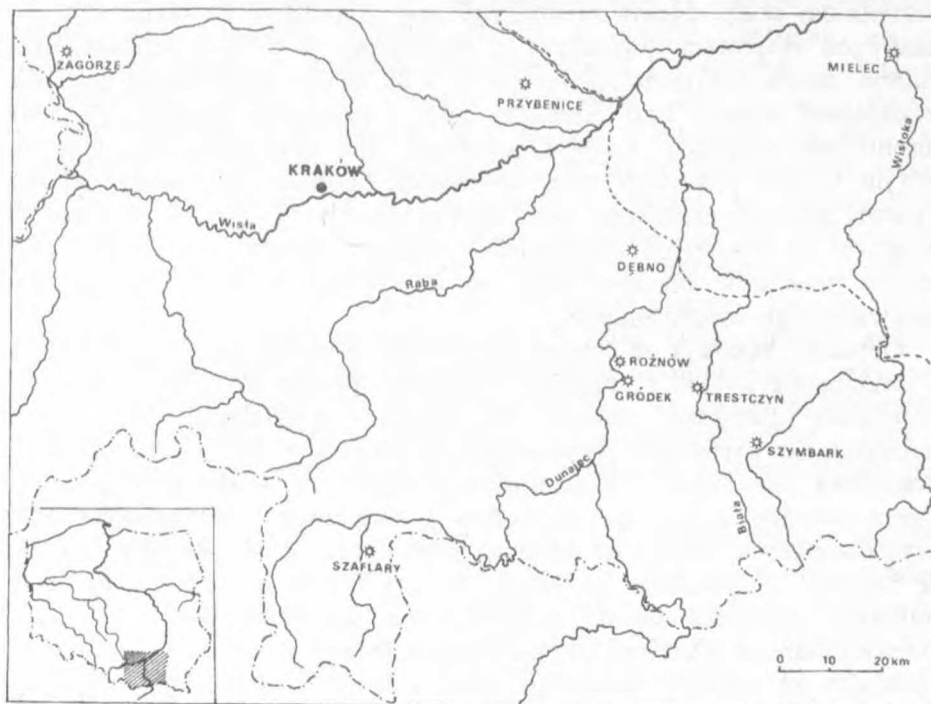 ZAGÓRZE
MIELEC
PRZYBENICE
Wisłoka
KRAKÓW
Wisła
DĘBNO
Raba
ROŻNÓW
GRÓDEK
TRESTCZYN
SZYMBARK
Dunajec
Biała
SZAFLARY
0 10 20 km